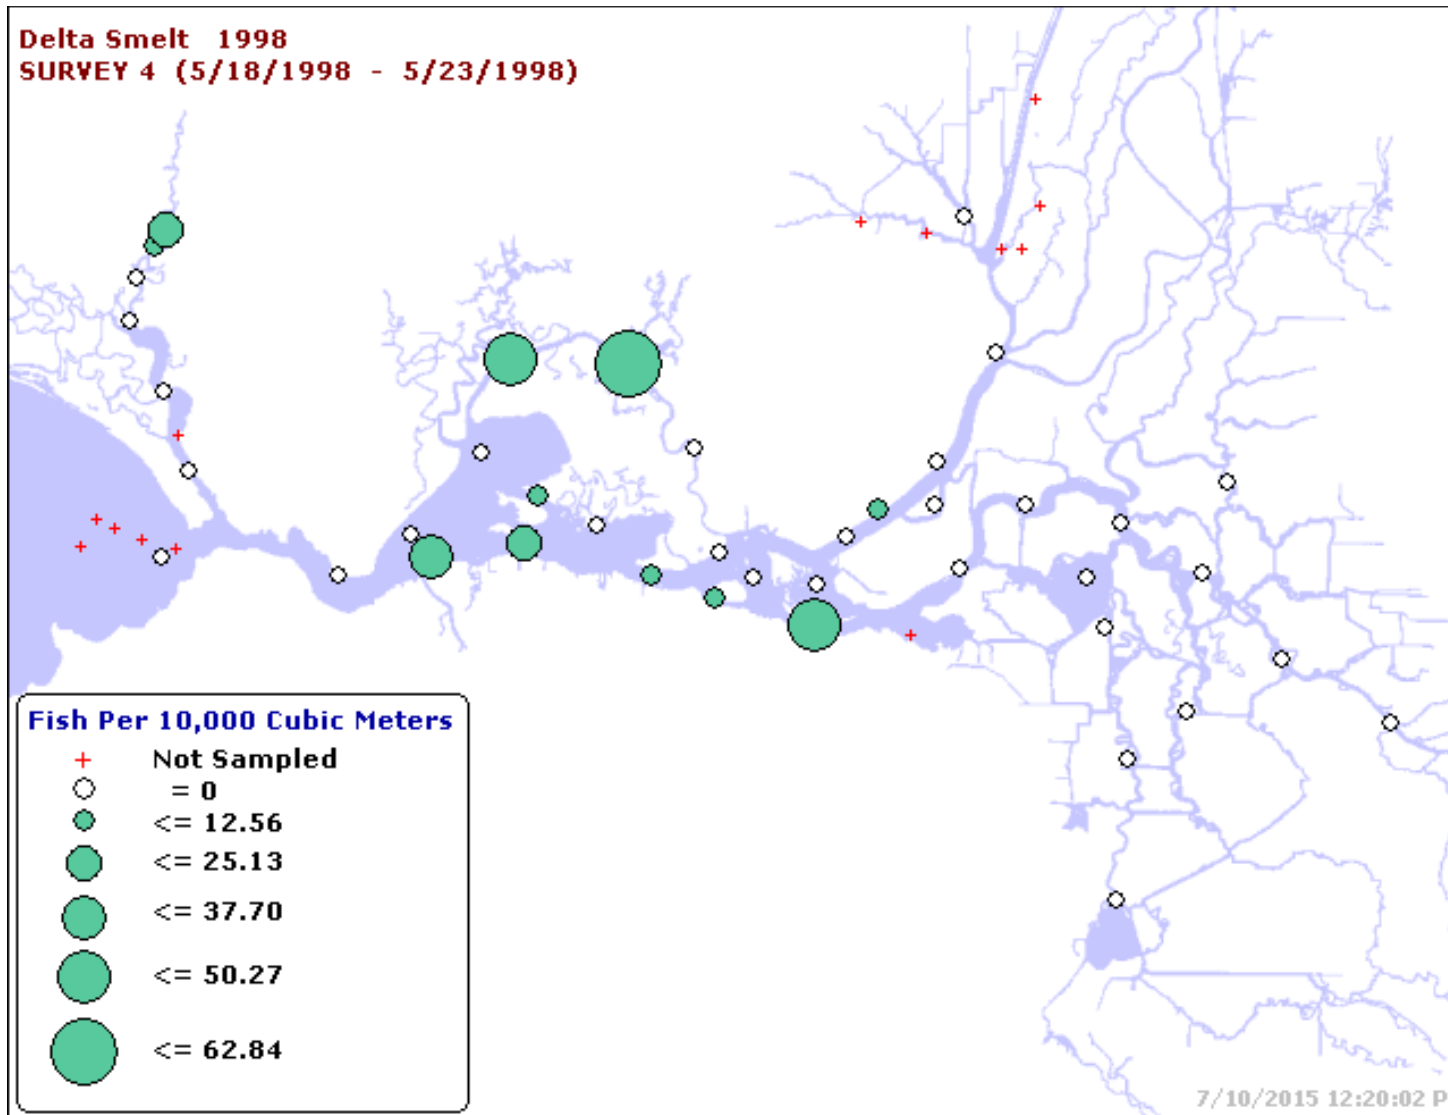 Delta Smelt 1998
SURVEY 4 (5/18/1998 - 5/23/1998)
Fish Per 10,000 Cubic Meters
Not Sampled
= 0
<= 12.56
<= 25.13
<= 37.70
<= 50.27
<= 62.84
7/10/2015 12:20:02 P